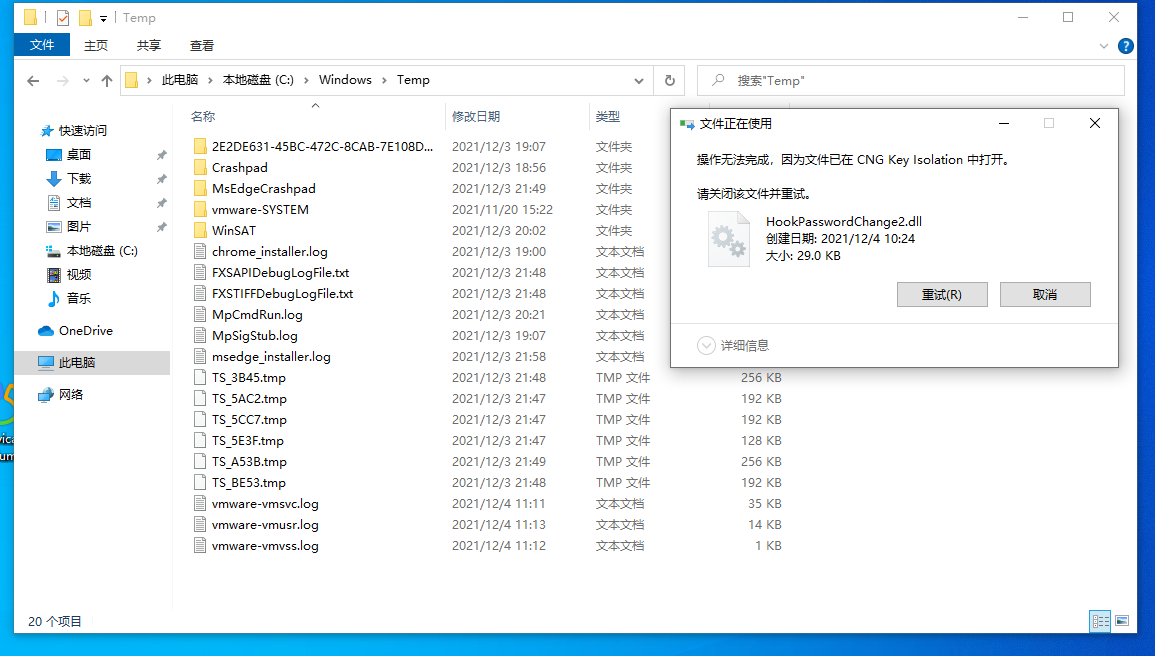 Temp
文件 主页 共享 查看
此电脑 本地磁盘 (C:) Windows Temp
搜索"Temp"
名称 修改日期 类型
快速访问
桌面
下载
文档
图片
本地磁盘 (C:)
视频
音乐
OneDrive
此电脑
网络
2E2DE631-45BC-472C-8CAB-7E108D... 2021/12/3 19:07 文件夹
Crashpad 2021/12/3 18:56 文件夹
MsEdgeCrashpad 2021/12/3 21:49 文件夹
vmware-SYSTEM 2021/11/20 15:22 文件夹
WinSAT 2021/12/3 20:02 文件夹
chrome_installer.log 2021/12/3 19:00 文本文档
FXSAPIDebugLogFile.txt 2021/12/3 21:48 文本文档
FXSTIFFDebugLogFile.txt 2021/12/3 21:48 文本文档
MpCmdRun.log 2021/12/3 20:21 文本文档
MpSigStub.log 2021/12/3 19:07 文本文档
msedge_installer.log 2021/12/3 21:58 文本文档
TS_3B45.tmp 2021/12/3 21:48 TMP 文件 256 KB
TS_5AC2.tmp 2021/12/3 21:47 TMP 文件 192 KB
TS_5CC7.tmp 2021/12/3 21:47 TMP 文件 192 KB
TS_5E3F.tmp 2021/12/3 21:47 TMP 文件 128 KB
TS_A53B.tmp 2021/12/3 21:49 TMP 文件 256 KB
TS_BE53.tmp 2021/12/3 21:48 TMP 文件 192 KB
vmware-vmsvc.log 2021/12/4 11:11 文本文档 35 KB
vmware-vmusr.log 2021/12/4 11:13 文本文档 14 KB
vmware-vmvss.log 2021/12/4 11:12 文本文档 1 KB
20 个项目
文件正在使用
操作无法完成，因为文件已在 CNG Key Isolation 中打开。
请关闭该文件并重试。
HookPasswordChange2.dll
创建日期: 2021/12/4 10:24
大小: 29.0 KB
重试(R) 取消
详细信息